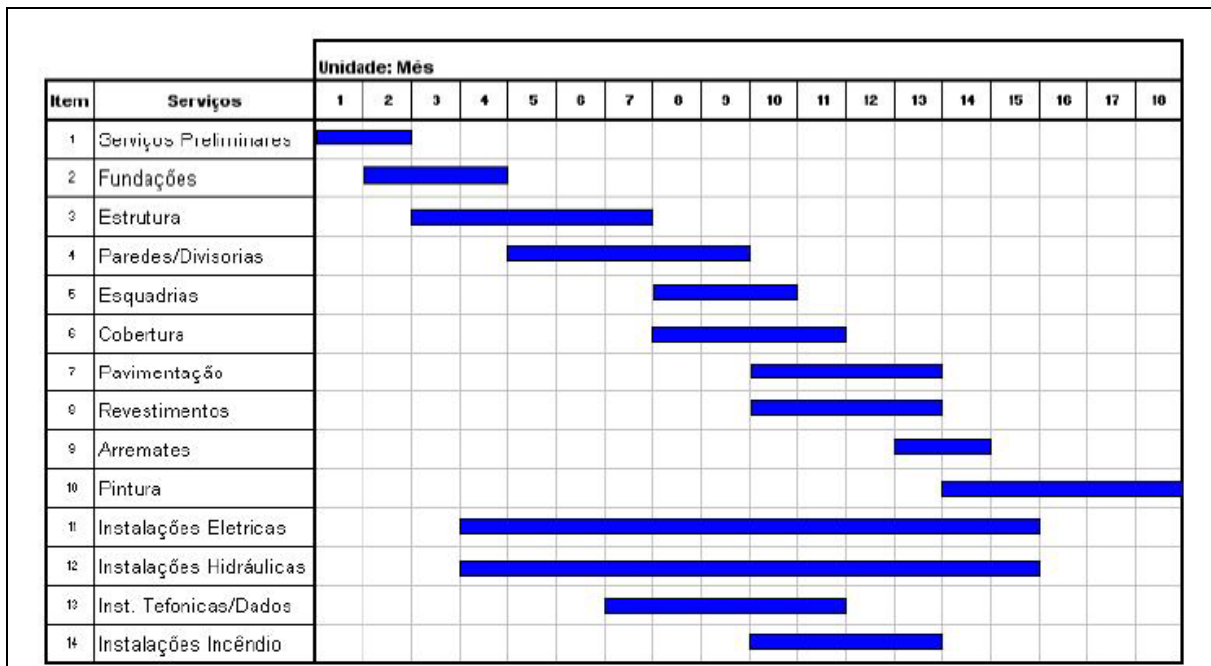 Unidade: Mês
Item Serviços 1 2 3 4 5 6 7 8 9 10 11 12 13 14 15 16 17 18
1 Serviços Preliminares
2 Fundações
3 Estrutura
4 Paredes/Divisorias
5 Esquadrias
6 Cobertura
7 Pavimentação
8 Revestimentos
9 Arremates
10 Pintura
11 Instalações Eletricas
12 Instalações Hidráulicas
13 Inst. Tefonicas/Dados
14 Instalações Incêndio